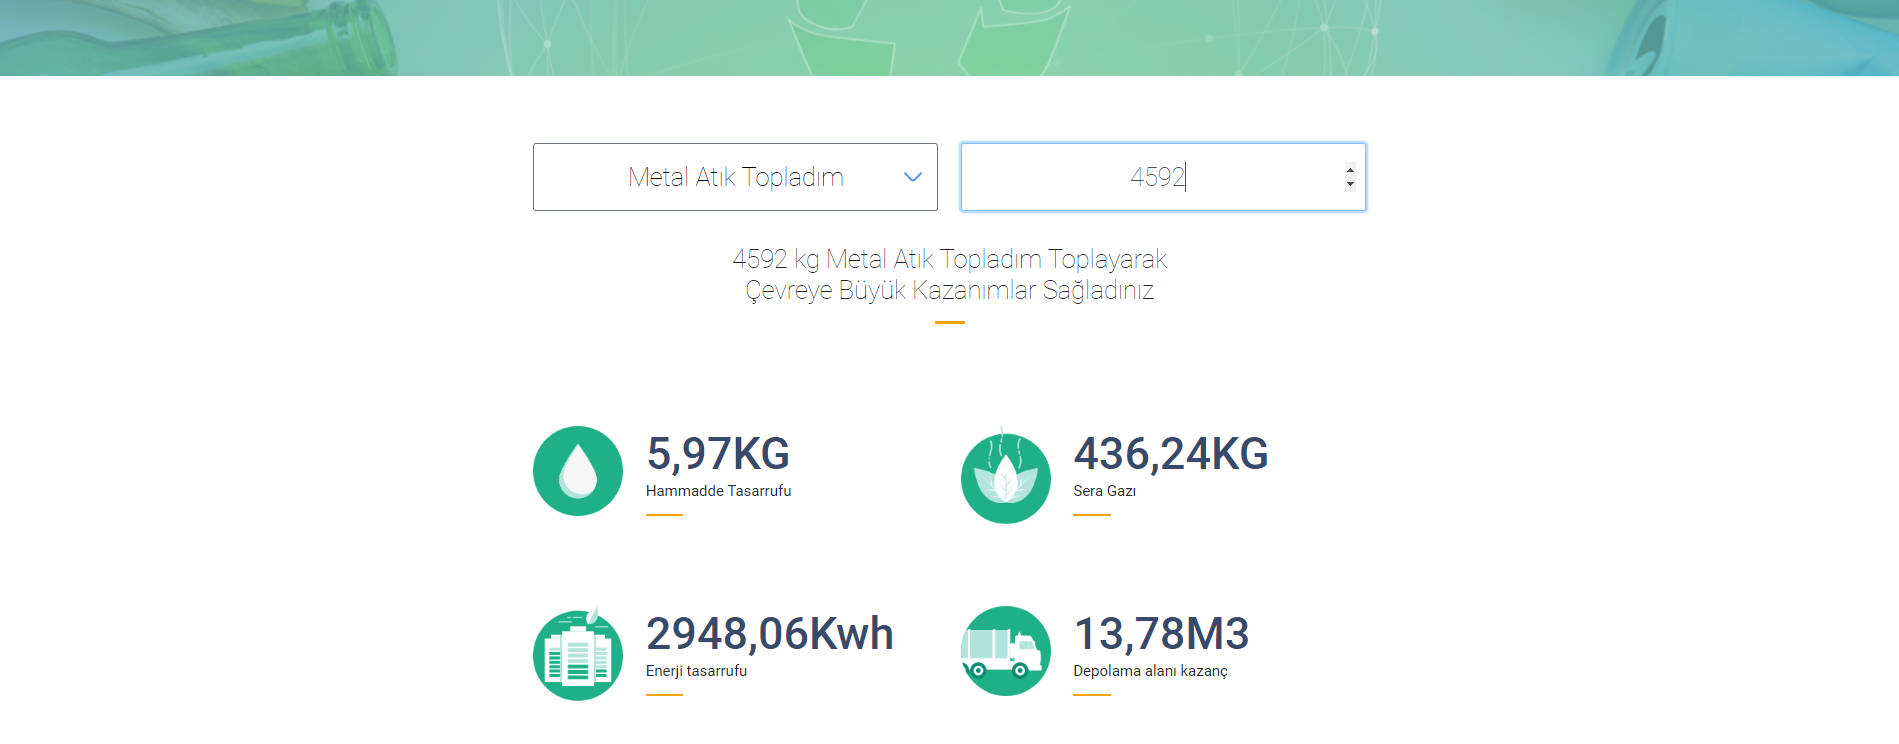 Metal Atık Topladım
4592
4592 kg Metal Atık Topladım Toplayarak
Çevreye Büyük Kazanımlar Sağladınız
5,97KG
Hammadde Tasarrufu
436,24KG
Sera Gazı
2948,06Kwh
Enerji tasarrufu
13,78M3
Depolama alanı kazanç